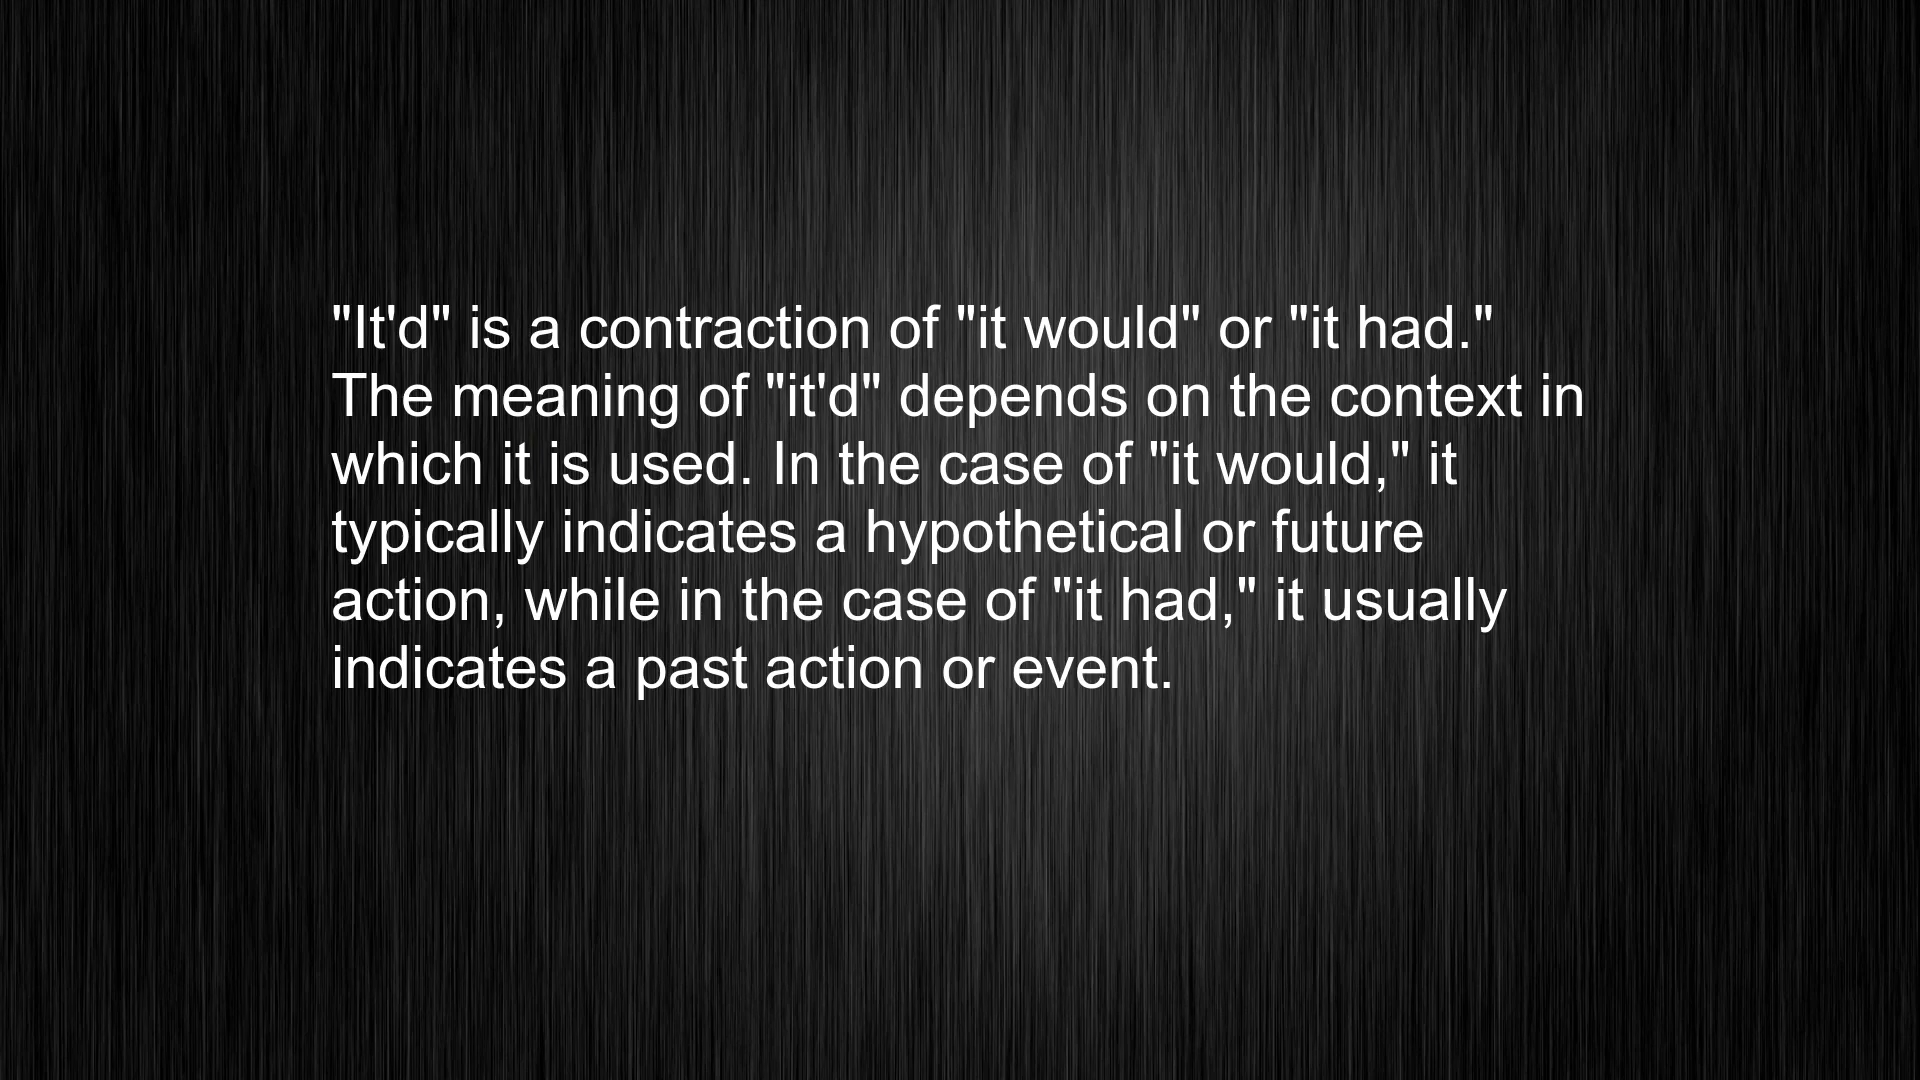 "It'd" is a contraction of "it would" or "it had."
The meaning of "it'd" depends on the context in
which it is used. In the case of "it would," it
typically indicates a hypothetical or future
action, while in the case of "it had," it usually
indicates a past action or event.